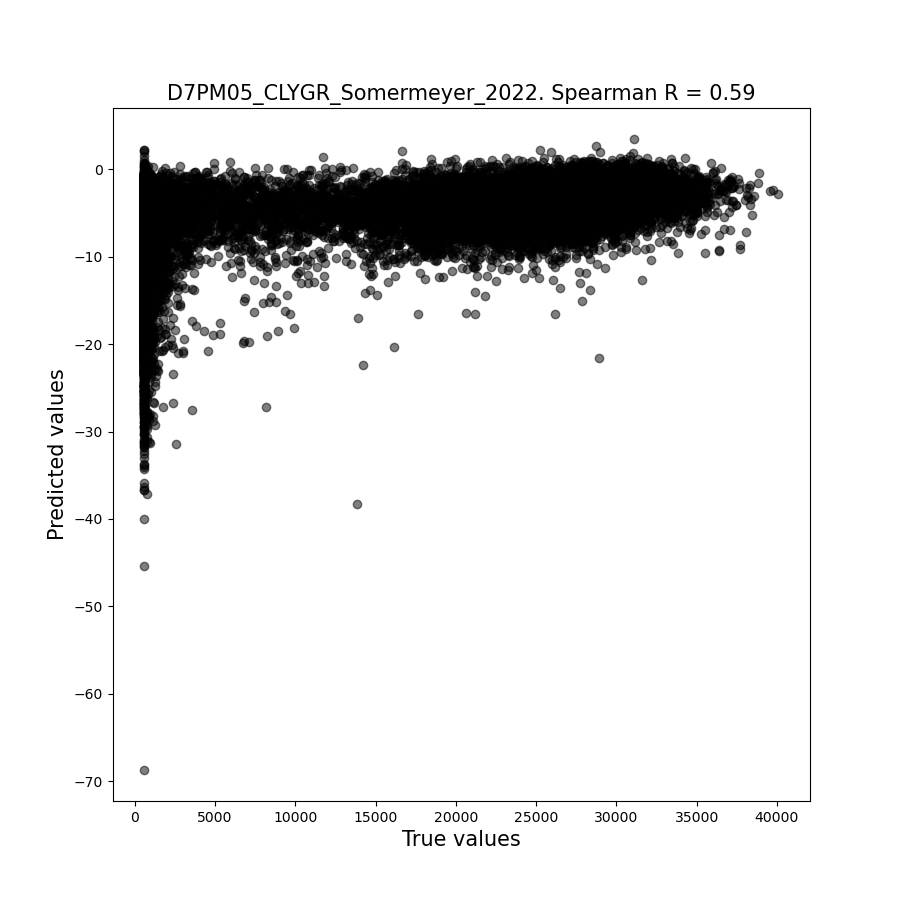 D7PM05_CLYGR_Somermeyer_2022. Spearman R = 0.59
Predicted values
0
−10
−20
−30
−40
−50
−60
−70
0 5000 10000 15000 20000 25000 30000 35000 40000
True values